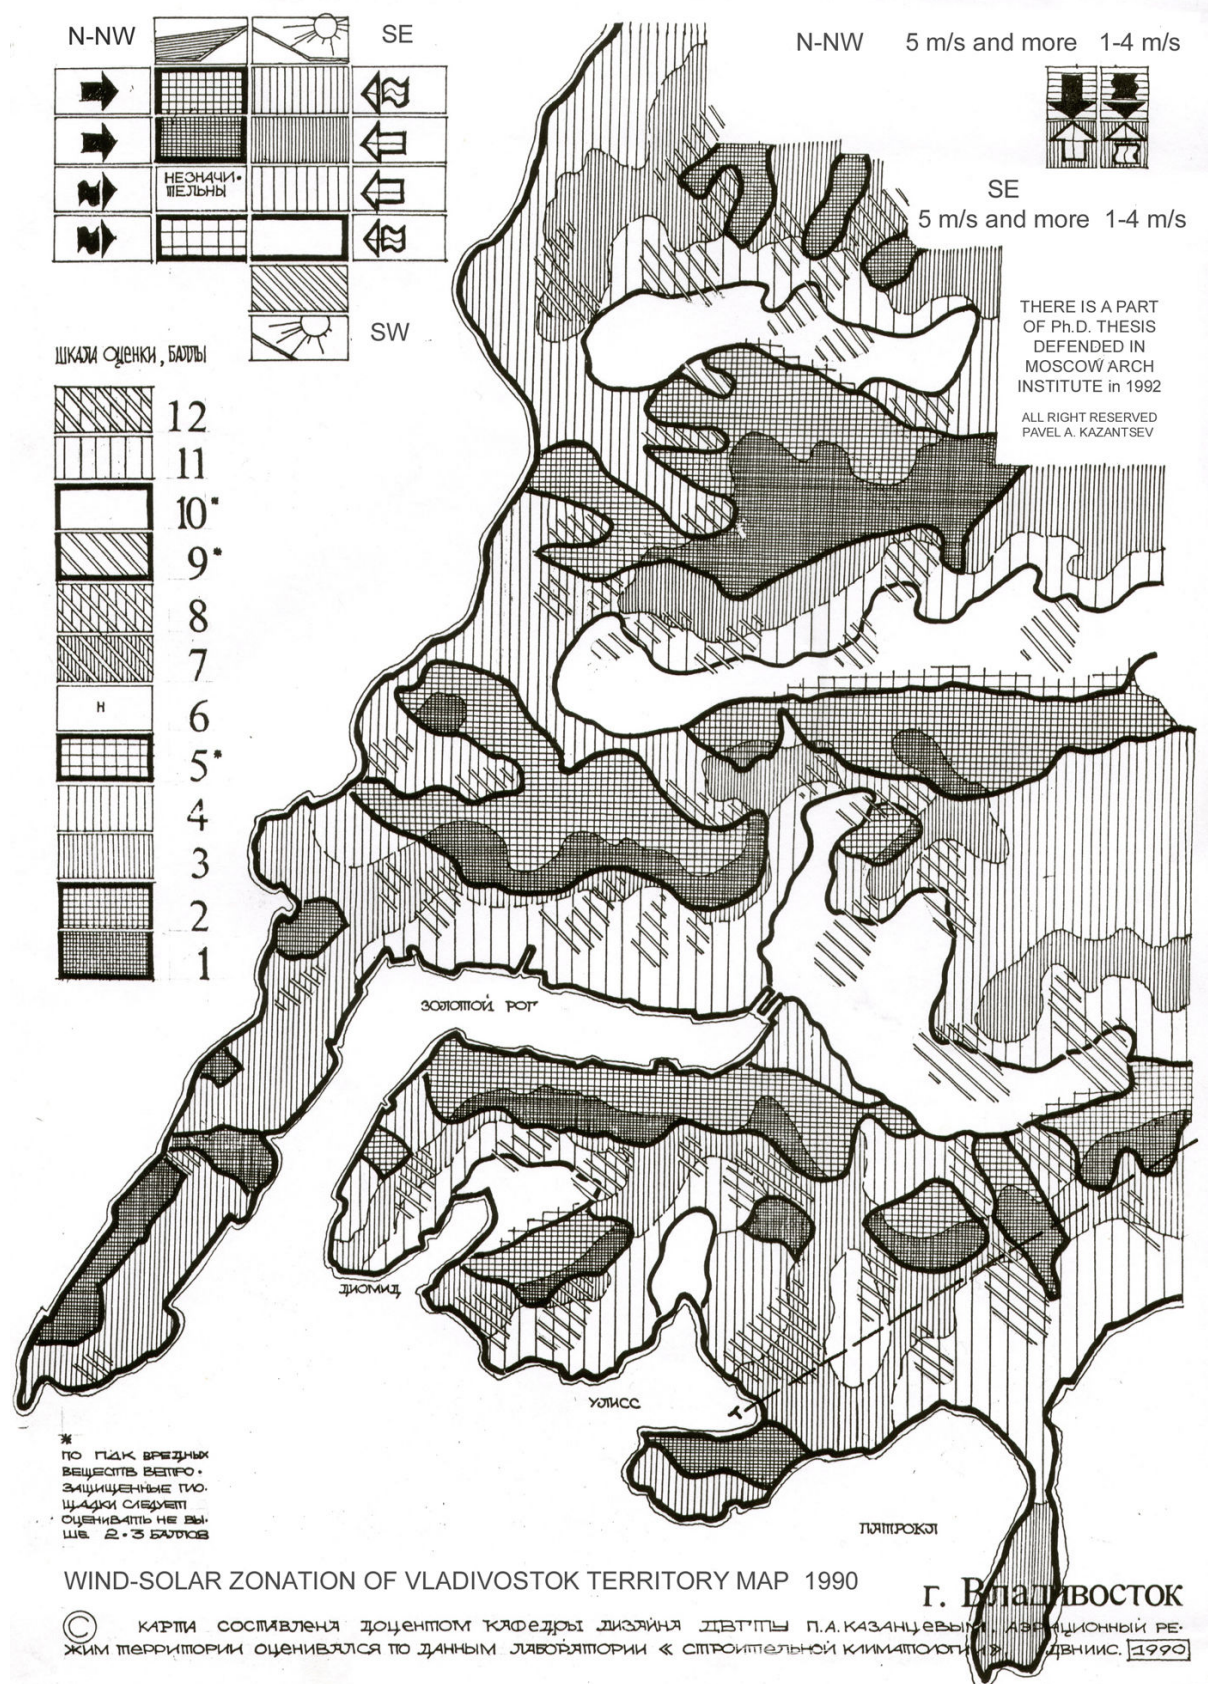 N-NW
SE
НЕЗНАЧИ-
ТЕЛЬНЫ
SW
N-NW 5 m/s and more 1-4 m/s
SE
5 m/s and more 1-4 m/s
THERE IS A PART
OF Ph.D. THESIS
DEFENDED IN
MOSCOW ARCH
INSTITUTE in 1992
ALL RIGHT RESERVED
PAVEL A. KAZANTSEV
ШКАЛА ОЦЕНКИ, БАЛЛЫ
12
11
10*
9*
8
7
Н 6
5*
4
3
2
1
ЗОЛОТОЙ РОГ
ДИОМИД
УЛИСС
ПАТРОКЛ
*
ПО ПДК ВРЕДНЫХ
ВЕЩЕСТВ ВЕТРО-
ЗАЩИЩЕННЫЕ ПЛО-
ЩАДКИ СЛЕДУЕТ
ОЦЕНИВАТЬ НЕ ВЫ-
ШЕ 2-3 БАЛЛОВ
WIND-SOLAR ZONATION OF VLADIVOSTOK TERRITORY MAP 1990
г. Владивосток
© КАРТА СОСТАВЛЕНА ДОЦЕНТОМ КАФЕДРЫ ДИЗАЙНА ДВГТЫ П.А.КАЗАНЦЕВЫМ. АЭРАЦИОННЫЙ РЕ-
ЖИМ ТЕРРИТОРИИ ОЦЕНИВАЛСЯ ПО ДАННЫМ ЛАБОРАТОРИИ « СТРОИТЕЛЬНОЙ КЛИМАТОЛОГИИ». ДВНИИС. 1990